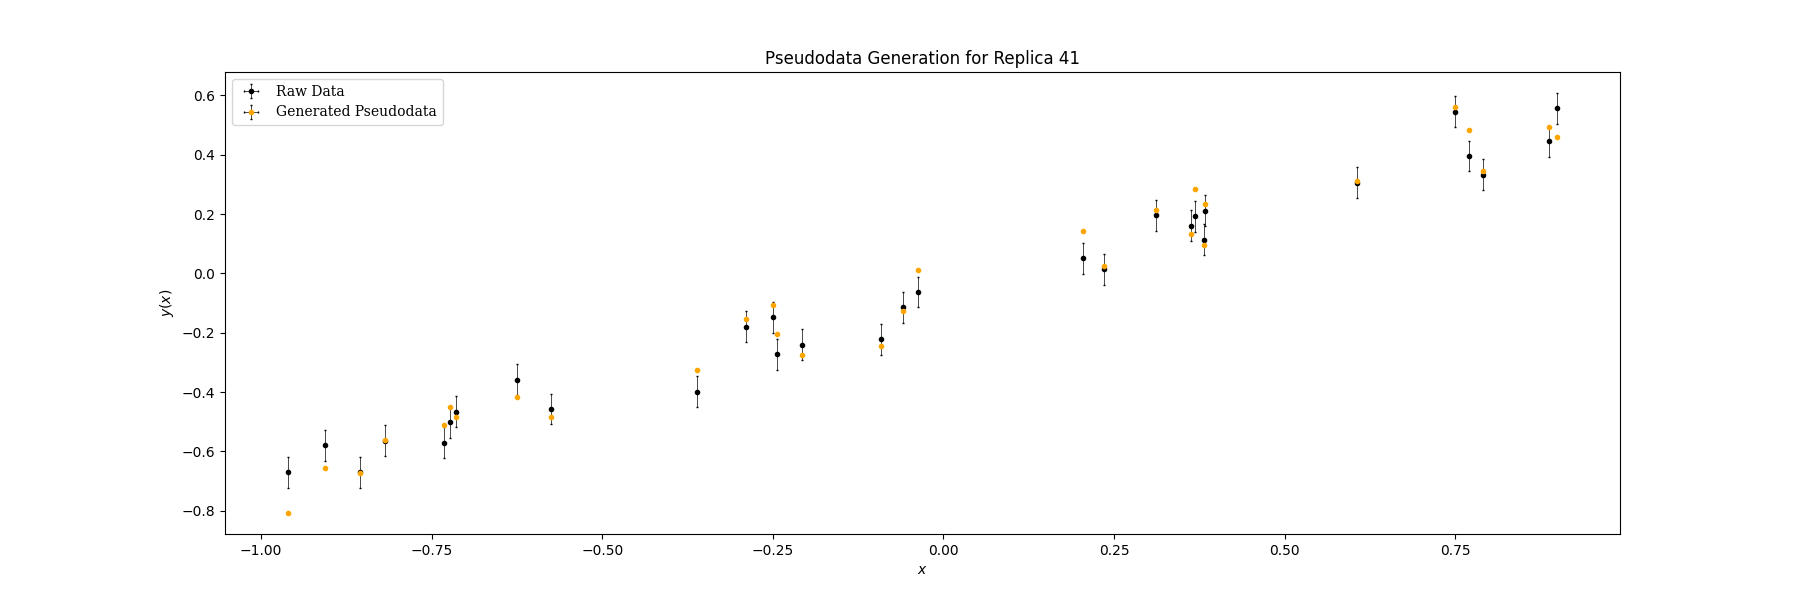 Pseudodata Generation for Replica 41
Raw Data
Generated Pseudodata
0.6
0.4
0.2
0.0
−0.2
−0.4
−0.6
−0.8
y(x)
−1.00 −0.75 −0.50 −0.25 0.00 0.25 0.50 0.75
x